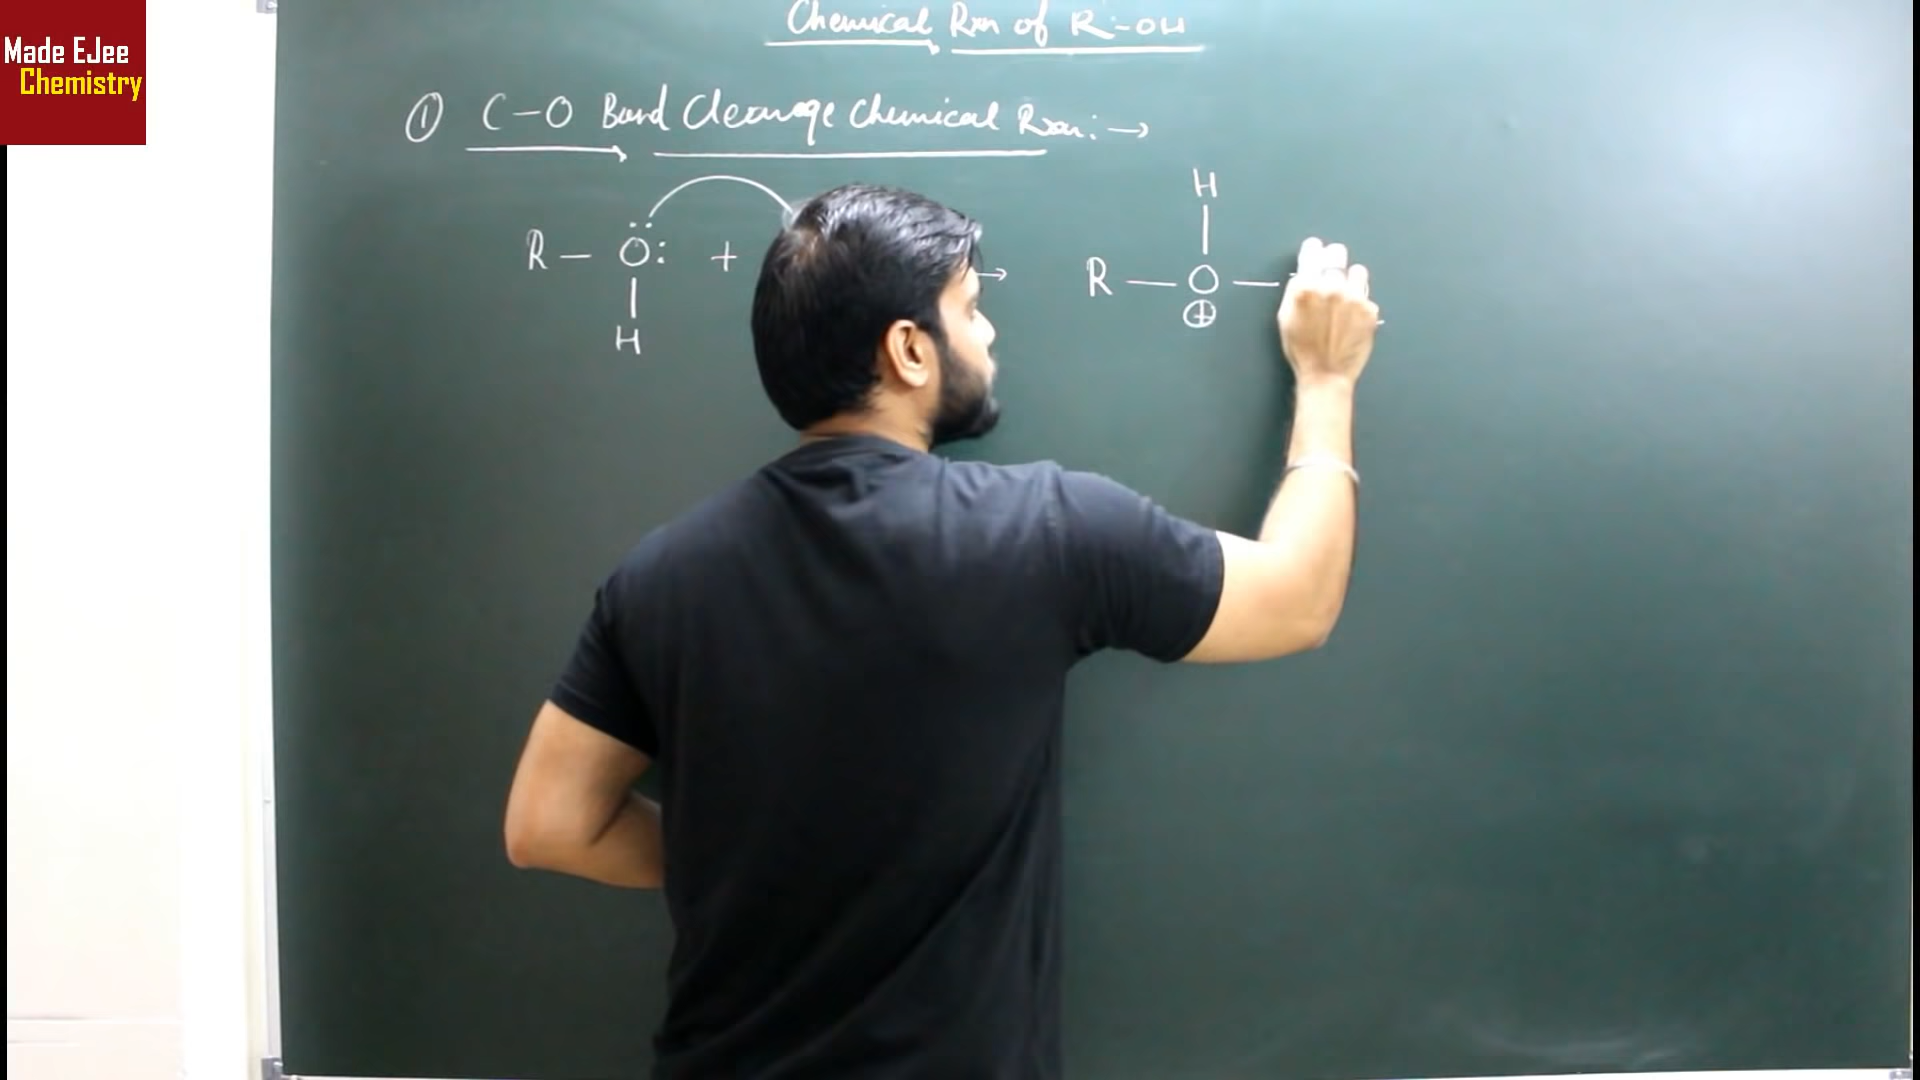 Made EJee
Chemistry
Chemical Rxn of R-OH
① C-O Bond Cleavage Chemical Rxn:→
R — Ö: + → R — O —
H
H
⊕